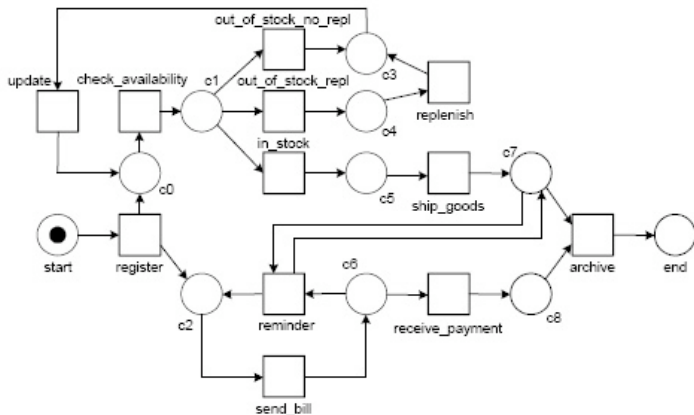 out_of_stock_no_repl
update
check_availability
c1
out_of_stock_repl
c3
replenish
c4
in_stock
c0
c5
ship_goods
c7
start
register
c6
archive
end
c2
reminder
receive_payment
c8
send_bill